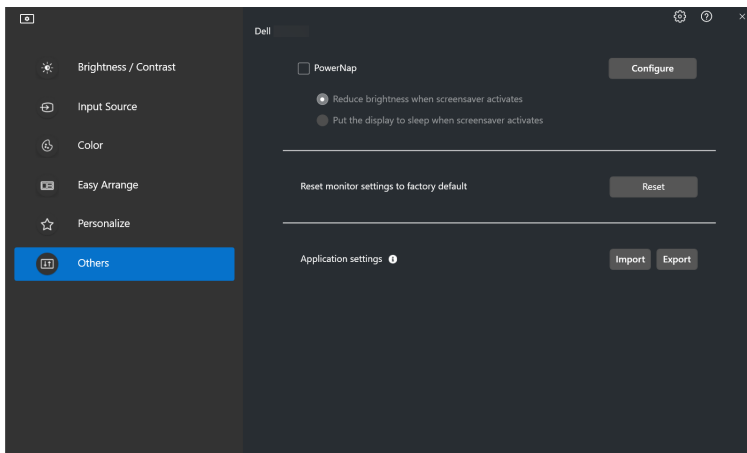 Dell
Brightness / Contrast
Input Source
Color
Easy Arrange
Personalize
Others
PowerNap
Configure
Reduce brightness when screensaver activates
Put the display to sleep when screensaver activates
Reset monitor settings to factory default
Reset
Application settings
Import
Export